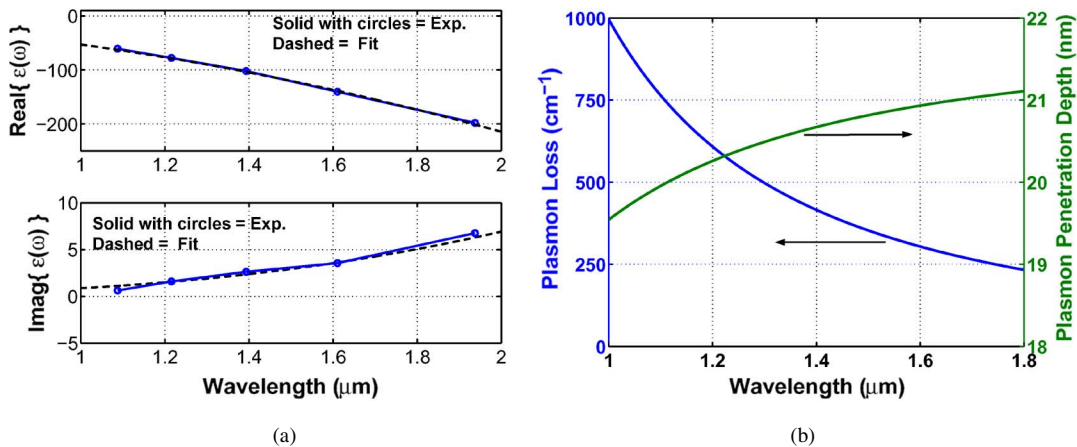 Solid with circles = Exp.
Dashed = Fit
Real{ ε(ω) }
0
−100
−200
1 1.2 1.4 1.6 1.8 2
Solid with circles = Exp.
Dashed = Fit
Imag{ ε(ω) }
10
5
0
−5
1 1.2 1.4 1.6 1.8 2
Wavelength (μm)
(a)
Plasmon Loss (cm⁻¹)
1000
750
500
250
0
22
21
20
19
18
Plasmon Penetration Depth (nm)
1 1.2 1.4 1.6 1.8
Wavelength (μm)
(b)